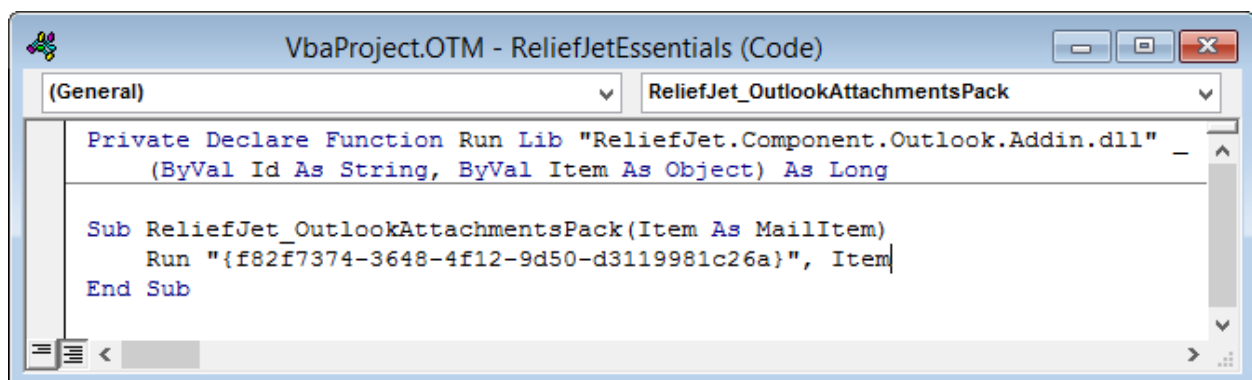 VbaProject.OTM - ReliefJetEssentials (Code)
(General)
ReliefJet_OutlookAttachmentsPack
Private Declare Function Run Lib "ReliefJet.Component.Outlook.Addin.dll" _
(ByVal Id As String, ByVal Item As Object) As Long
Sub ReliefJet_OutlookAttachmentsPack(Item As MailItem)
Run "{f82f7374-3648-4f12-9d50-d3119981c26a}", Item
End Sub